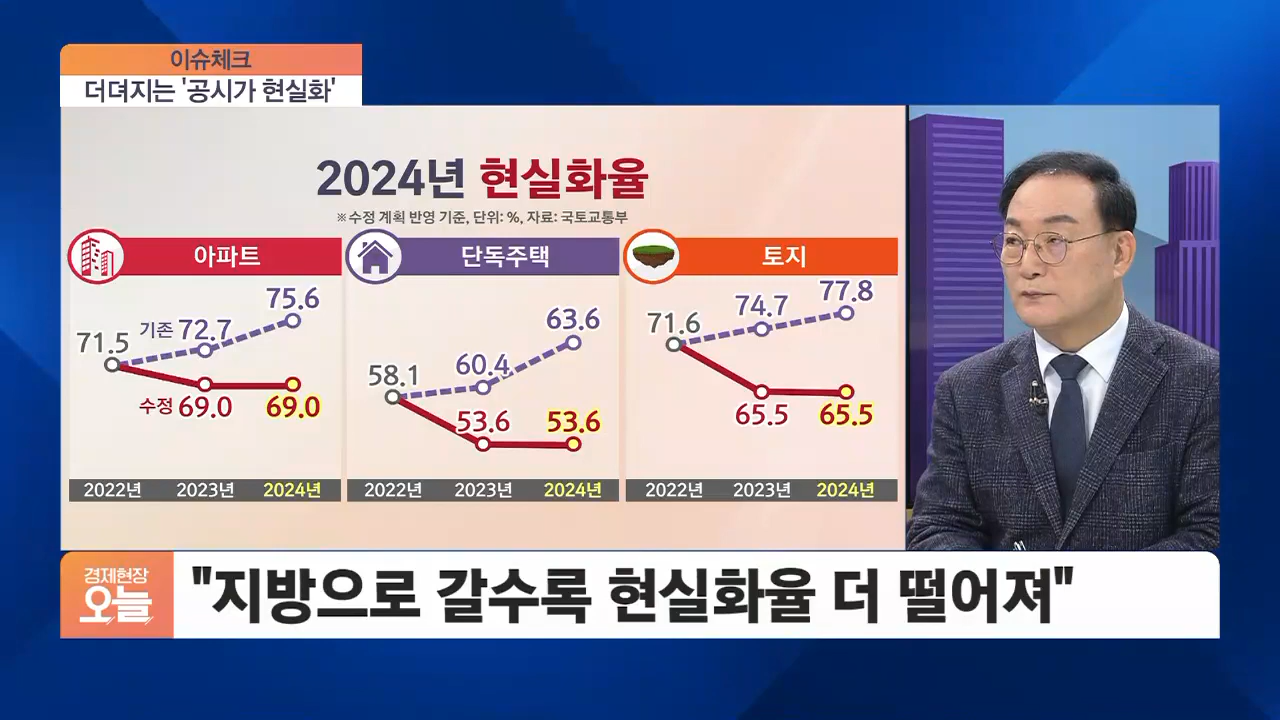 이슈체크
더뎌지는 '공시가 현실화'
2024년 현실화율
※ 수정 계획 반영 기준, 단위: %, 자료: 국토교통부
아파트
71.5
기존 72.7
75.6
수정 69.0
69.0
2022년 2023년 2024년
단독주택
58.1
60.4
63.6
53.6
53.6
2022년 2023년 2024년
토지
71.6
74.7
77.8
65.5
65.5
2022년 2023년 2024년
경제현장
오늘
"지방으로 갈수록 현실화율 더 떨어져"